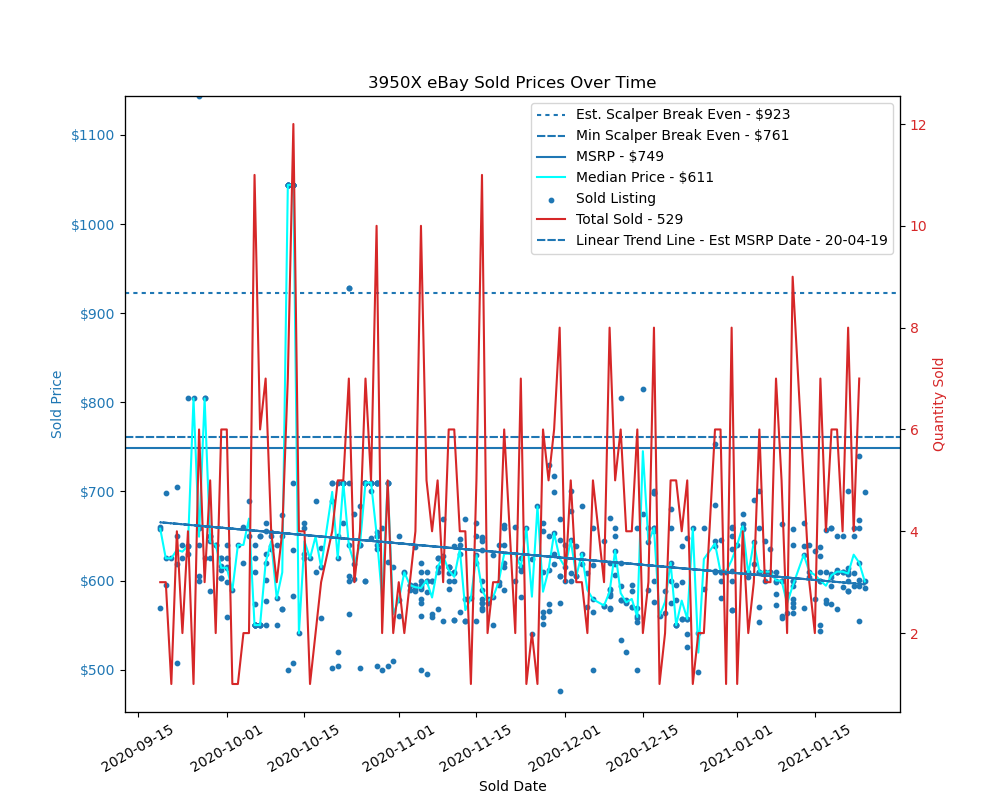 3950X eBay Sold Prices Over Time
Est. Scalper Break Even - $923
Min Scalper Break Even - $761
MSRP - $749
Median Price - $611
Sold Listing
Total Sold - 529
Linear Trend Line - Est MSRP Date - 20-04-19
$1100
$1000
$900
$800
$700
$600
$500
Sold Price
12
10
8
6
4
2
Quantity Sold
2020-09-15
2020-10-01
2020-10-15
2020-11-01
2020-11-15
2020-12-01
2020-12-15
2021-01-01
2021-01-15
Sold Date